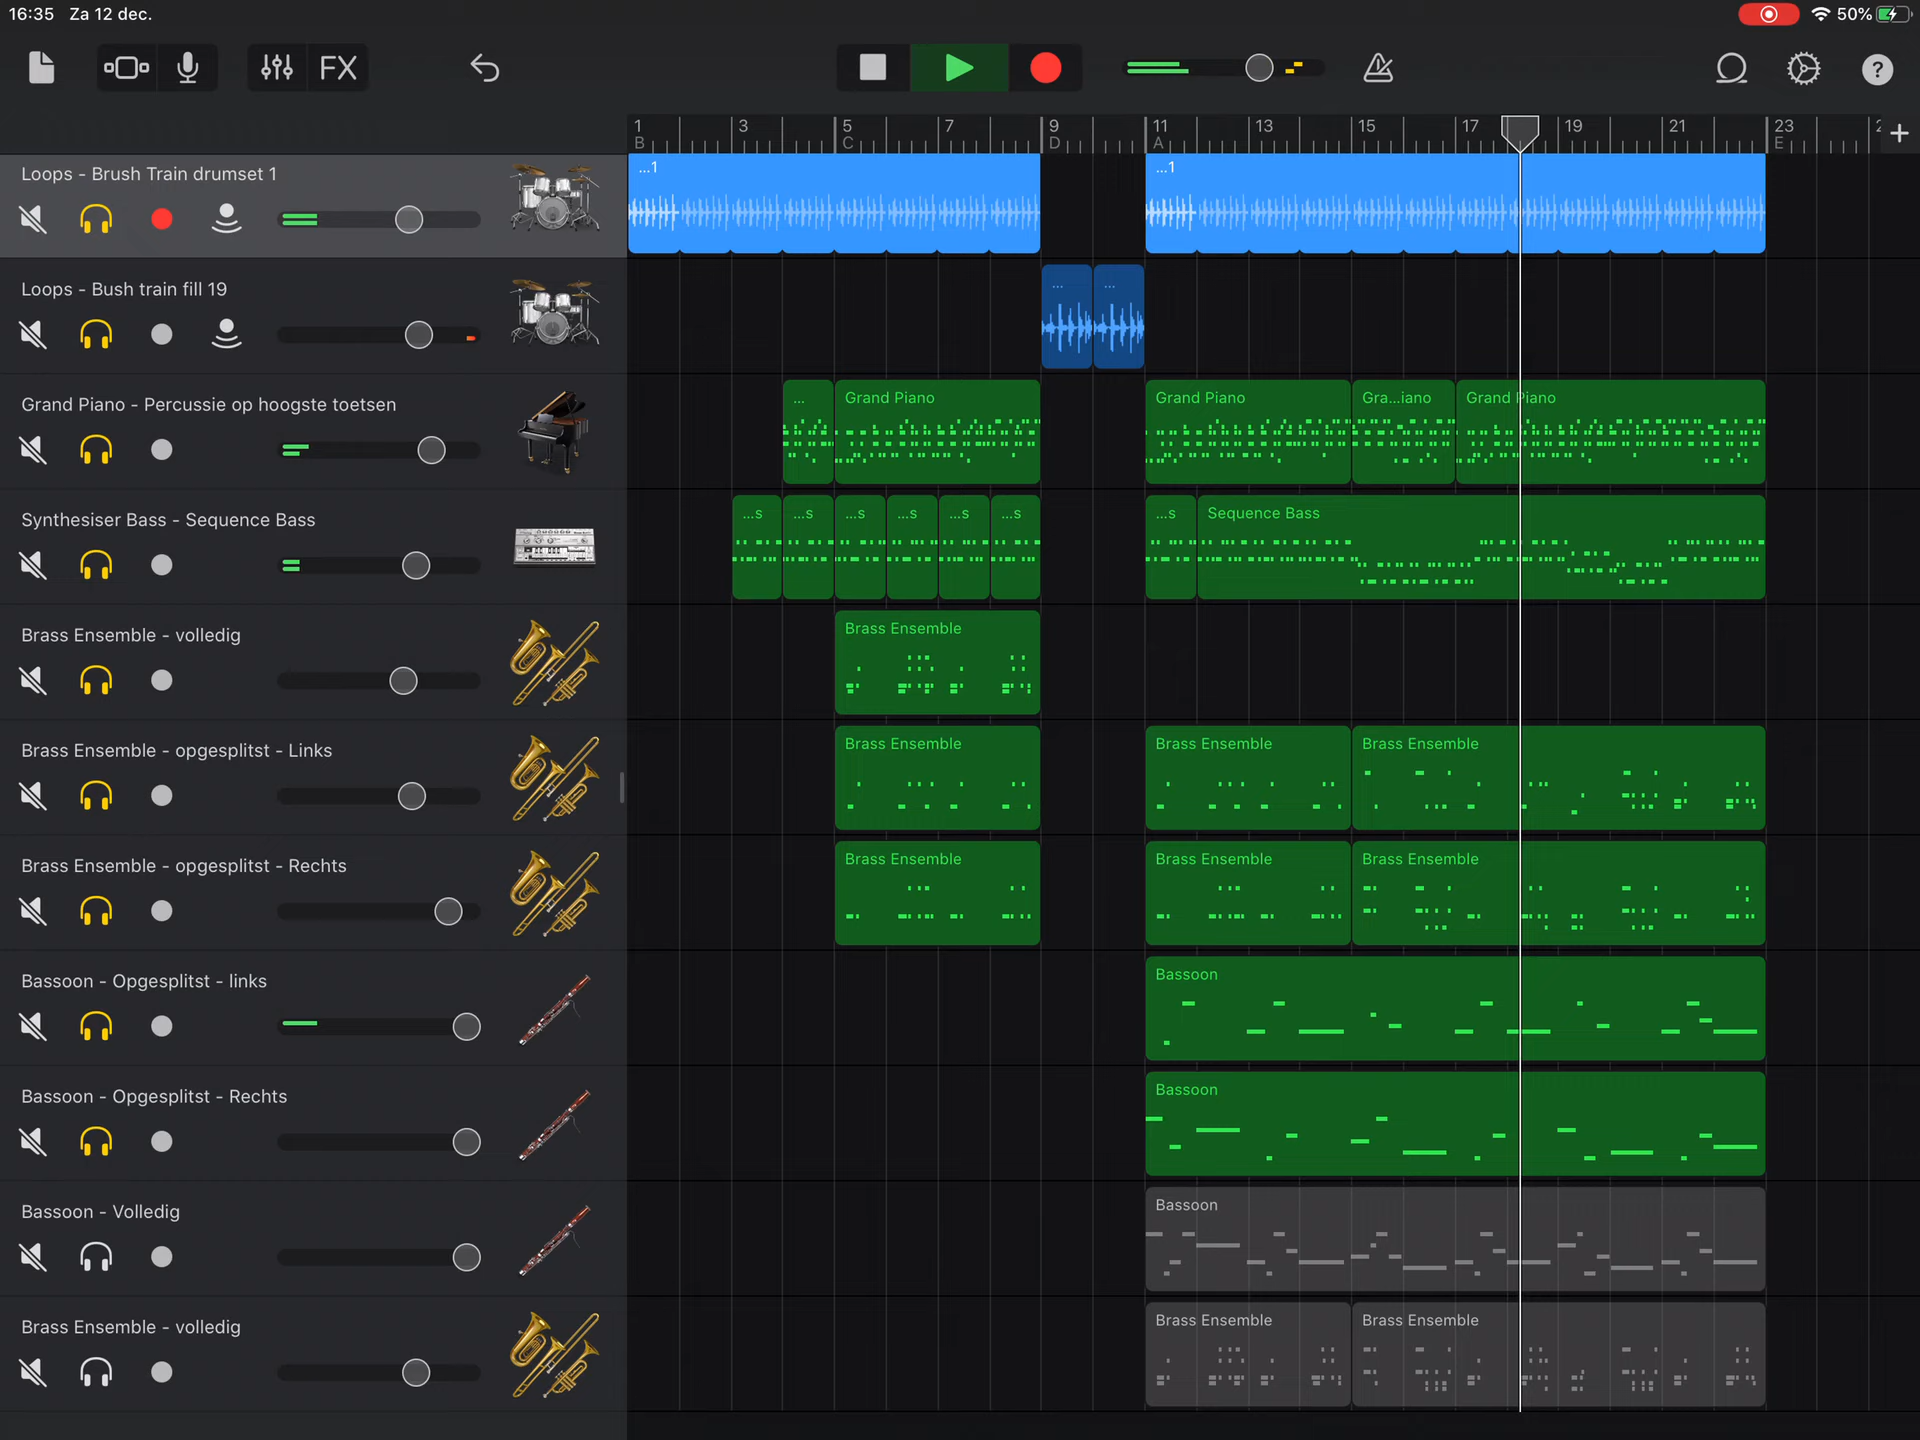 16:35 Za 12 dec.
50%
FX
?
1 3 5 7 9 11 13 15 17 19 21 23
B C D A E
Loops - Brush Train drumset 1
...1
...1
Loops - Bush train fill 19
...
...
Grand Piano - Percussie op hoogste toetsen
...
Grand Piano
Grand Piano
Gra...iano
Grand Piano
Synthesiser Bass - Sequence Bass
...s
...s
...s
...s
...s
...s
...s
Sequence Bass
Brass Ensemble - volledig
Brass Ensemble
Brass Ensemble - opgesplitst - Links
Brass Ensemble
Brass Ensemble
Brass Ensemble
Brass Ensemble - opgesplitst - Rechts
Brass Ensemble
Brass Ensemble
Brass Ensemble
Bassoon - Opgesplitst - links
Bassoon
Bassoon - Opgesplitst - Rechts
Bassoon
Bassoon - Volledig
Bassoon
Brass Ensemble - volledig
Brass Ensemble
Brass Ensemble